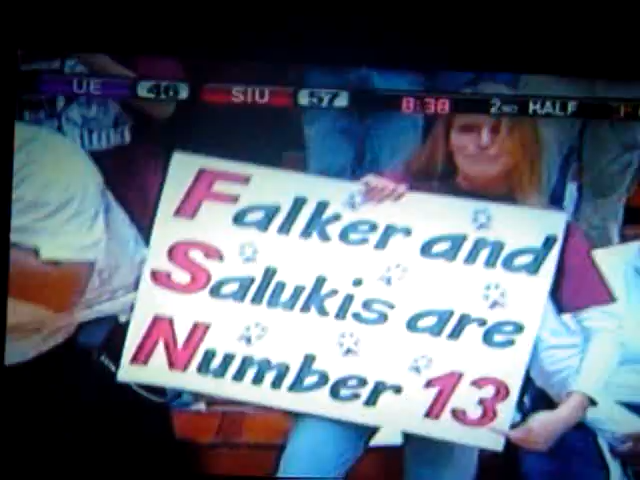 UE 46 SIU 57 8:38 2ND HALF
Falker and
Salukis are
Number 13